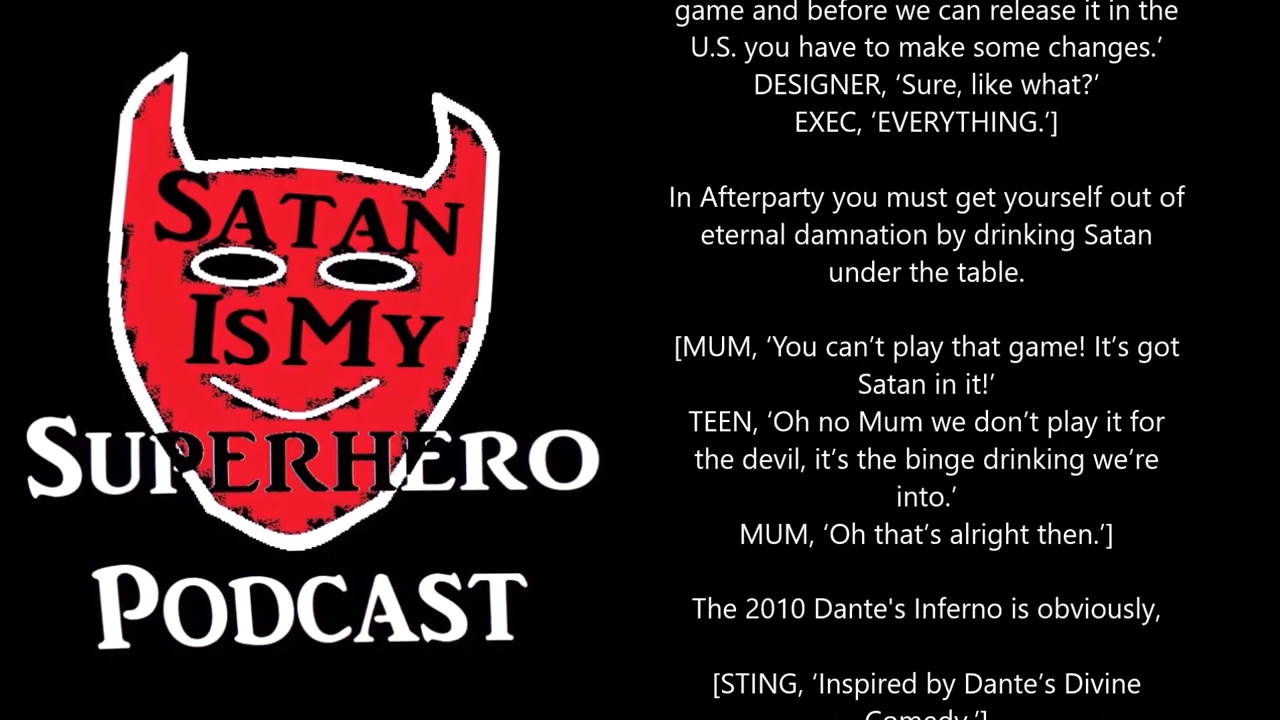 SATAN
IS MY
SUPERHERO
PODCAST
game and before we can release it in the
U.S. you have to make some changes.’
DESIGNER, ‘Sure, like what?’
EXEC, ‘EVERYTHING.’]
In Afterparty you must get yourself out of
eternal damnation by drinking Satan
under the table.
[MUM, ‘You can’t play that game! It’s got
Satan in it!’
TEEN, ‘Oh no Mum we don’t play it for
the devil, it’s the binge drinking we’re
into.’
MUM, ‘Oh that’s alright then.’]
The 2010 Dante's Inferno is obviously,
[STING, ‘Inspired by Dante’s Divine
Comedy.’]